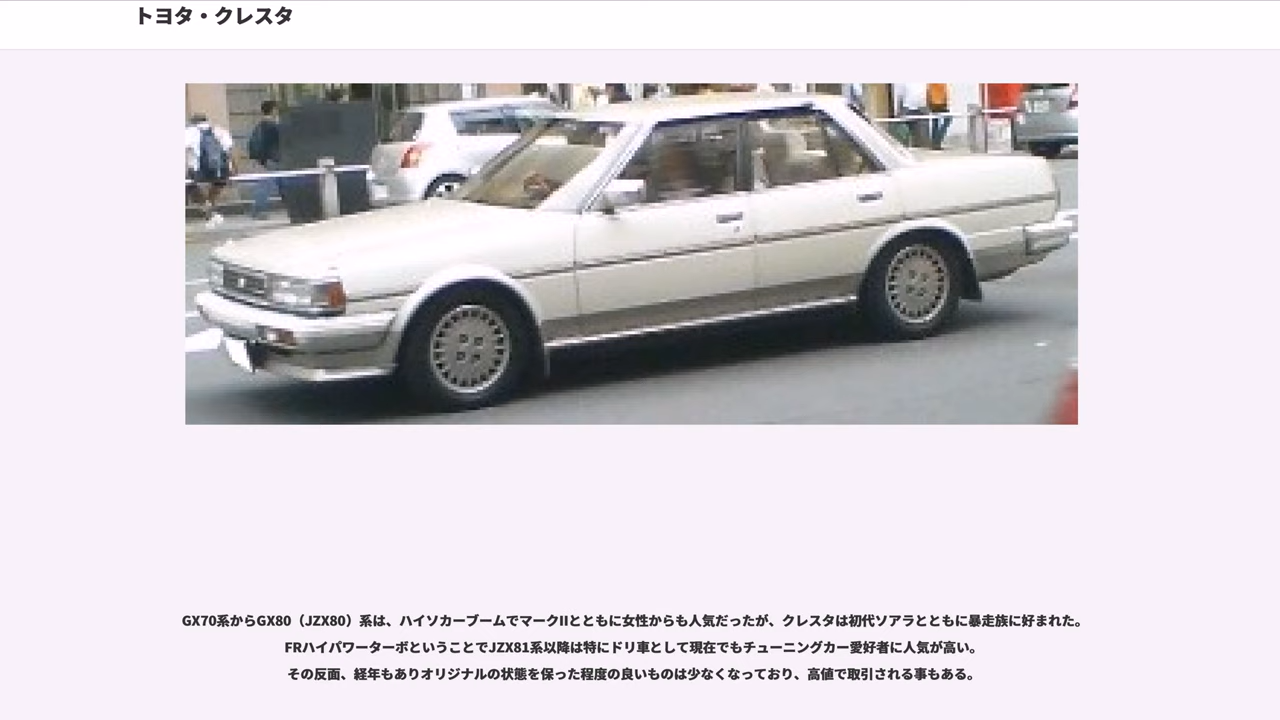 トヨタ・クレスタ
GX70系からGX80（JZX80）系は、ハイソカーブームでマークIIとともに女性からも人気だったが、クレスタは初代ソアラとともに暴走族に好まれた。
FRハイパワーターボということでJZX81系以降は特にドリ車として現在でもチューニングカー愛好者に人気が高い。
その反面、経年もありオリジナルの状態を保った程度の良いものは少なくなっており、高値で取引される事もある。